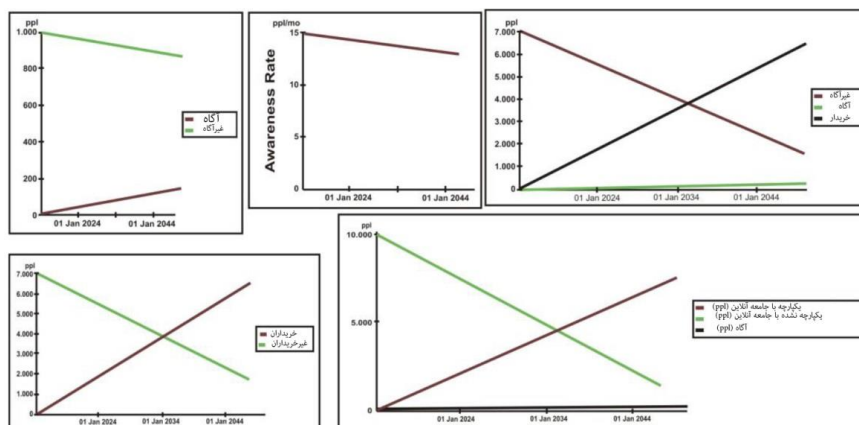 ppl
1.000
800
600
400
200
0
01 Jan 2024
01 Jan 2044
آگاه
غیرآگاه
ppl/mo
15
10
5
0
Awareness Rate
01 Jan 2024
01 Jan 2044
ppl
7.000
6.000
5.000
4.000
3.000
2.000
1.000
0
01 Jan 2024
01 Jan 2034
01 Jan 2044
غیرآگاه
آگاه
خریدار
ppl
7.000
6.000
5.000
4.000
3.000
2.000
1.000
0
01 Jan 2024
01 Jan 2034
01 Jan 2044
خریداران
غیرخریداران
ppl
10.000
5.000
0
01 Jan 2024
01 Jan 2034
01 Jan 2044
یکپارچه با جامعه آنلاین (ppl)
یکپارچه نشده با جامعه آنلاین (ppl)
آگاه (ppl)